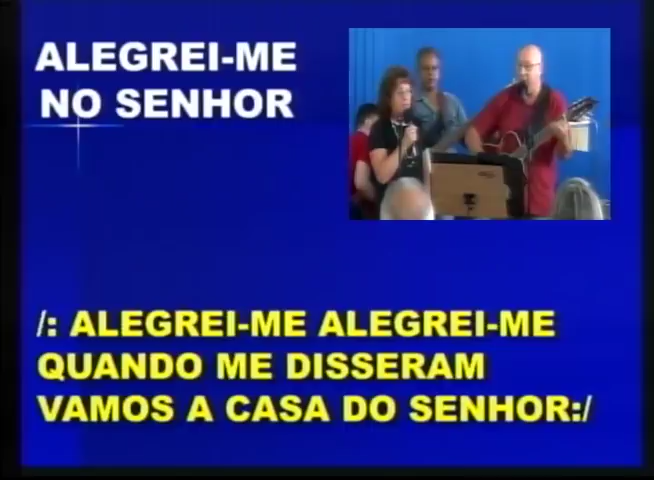 ALEGREI-ME
NO SENHOR
/: ALEGREI-ME ALEGREI-ME
QUANDO ME DISSERAM
VAMOS A CASA DO SENHOR:/